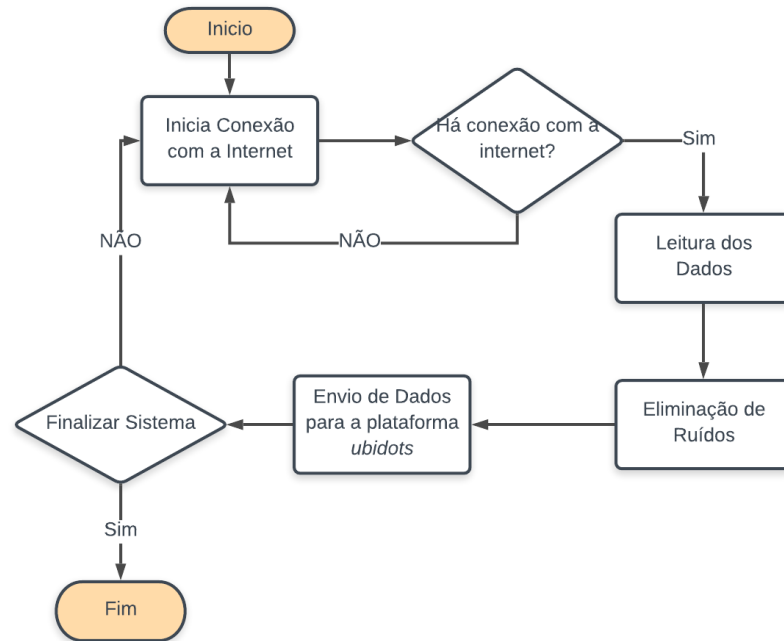 Inicio
Inicia Conexão
com a Internet
Há conexão com a
internet?
Sim
NÃO
NÃO
Leitura dos
Dados
Eliminação de
Ruídos
Envio de Dados
para a plataforma
ubidots
Finalizar Sistema
Sim
Fim